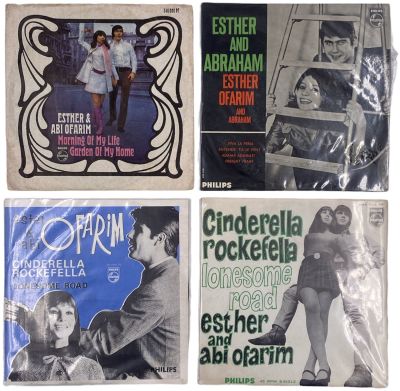 ESTHER &
ABI OFARIM
Morning Of My Life
Garden Of My Home
ESTHER
AND
ABRAHAM
ESTHER
OFARIM
AND
ABRAHAM
PHILIPS
OFARIM
CINDERELLA
ROCKEFELLA
LONESOME ROAD
PHILIPS
Cinderella
rockefella
lonesome
road
esther
and
abi ofarim
PHILIPS